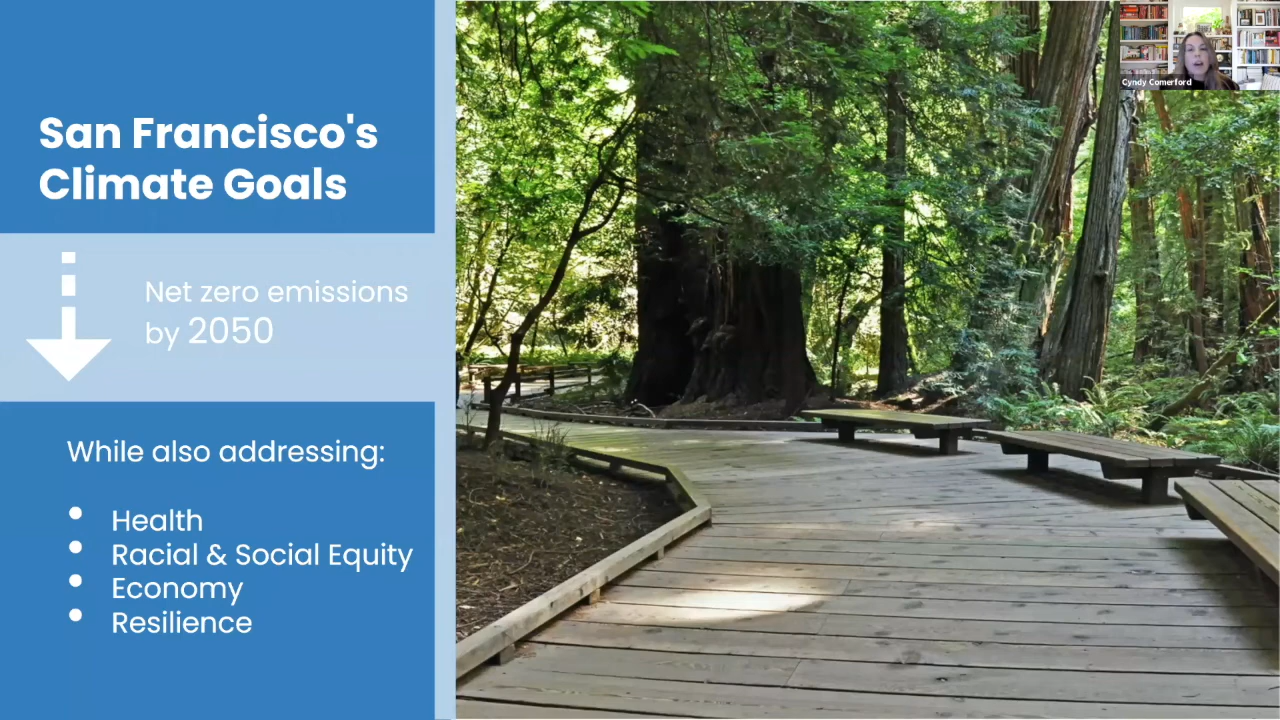 San Francisco's
Climate Goals
Net zero emissions
by 2050
While also addressing:
• Health
• Racial & Social Equity
• Economy
• Resilience
Cyndy Comerford